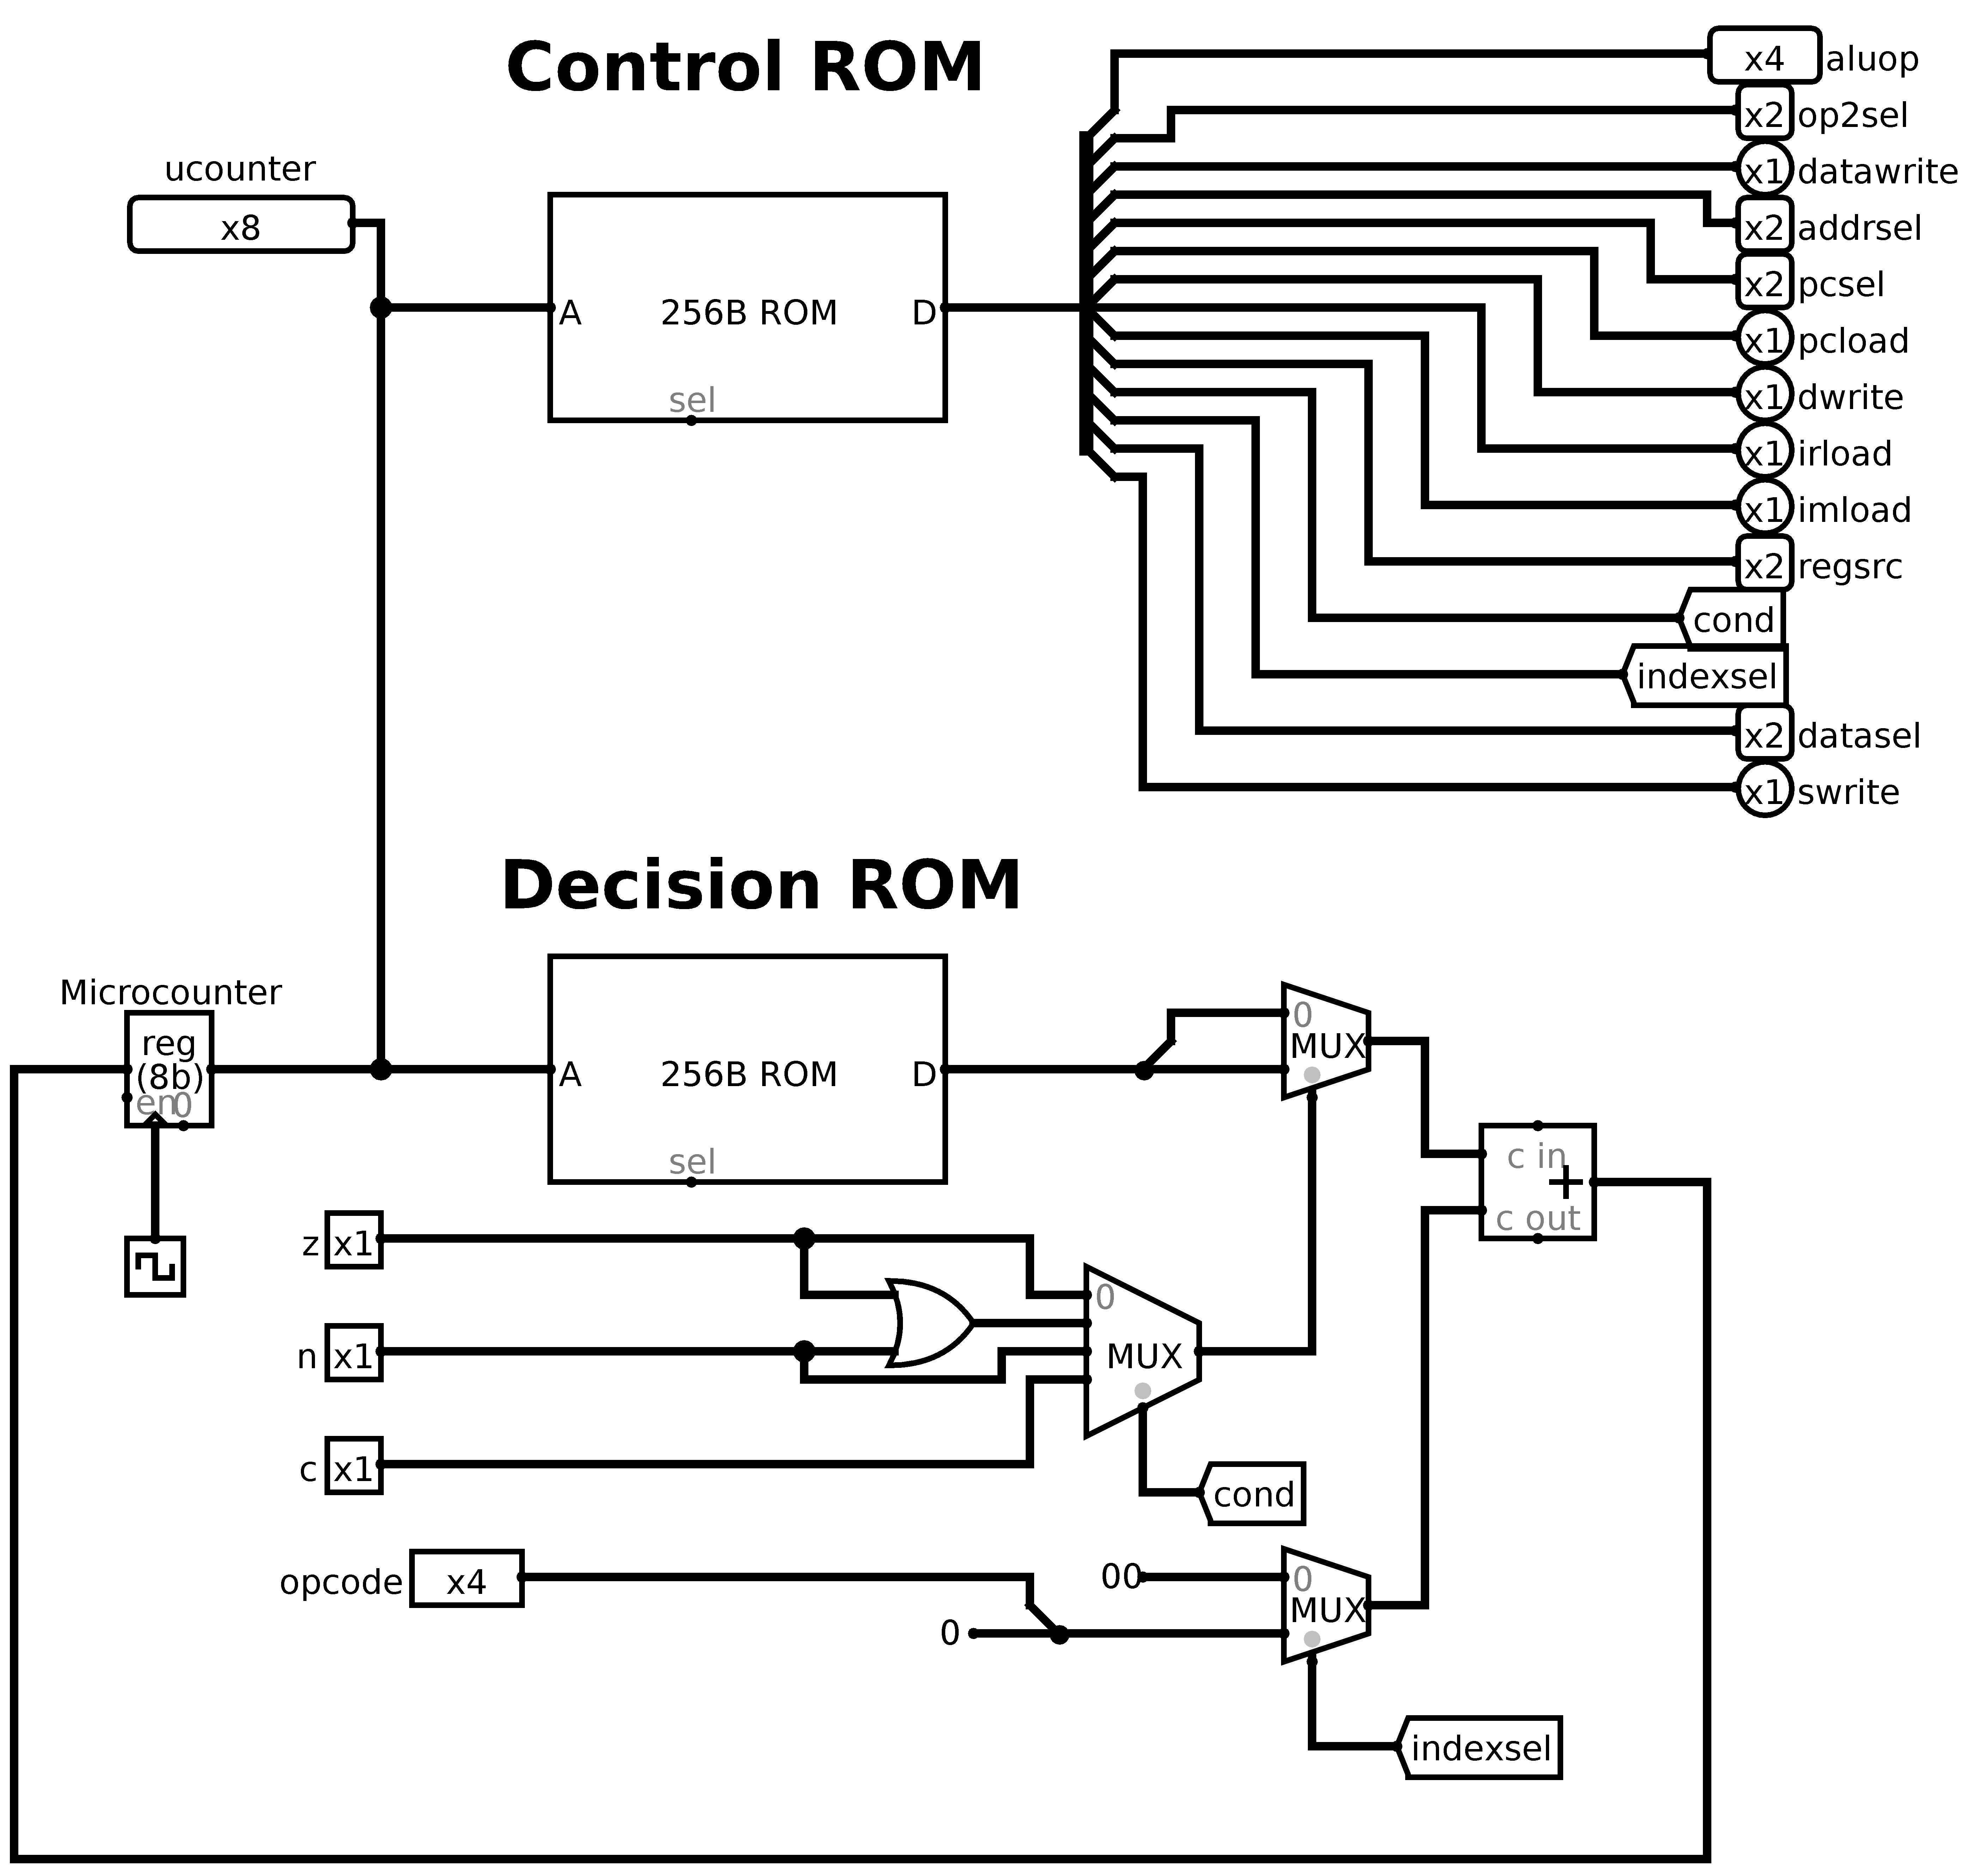 Control ROM
x4 aluop
x2 op2sel
ucounter
x1 datawrite
x8
x2 addrsel
x2 pcsel
A 256B ROM D
x1 pcload
sel
x1 dwrite
x1 irload
x1 imload
x2 regsrc
cond
indexsel
x2 datasel
x1 swrite
Decision ROM
Microcounter
reg
(8b)
en 0
A 256B ROM D
sel
0
MUX
c in
+
c out
z x1
n x1
c x1
0
MUX
cond
opcode x4
00
0
0
MUX
indexsel